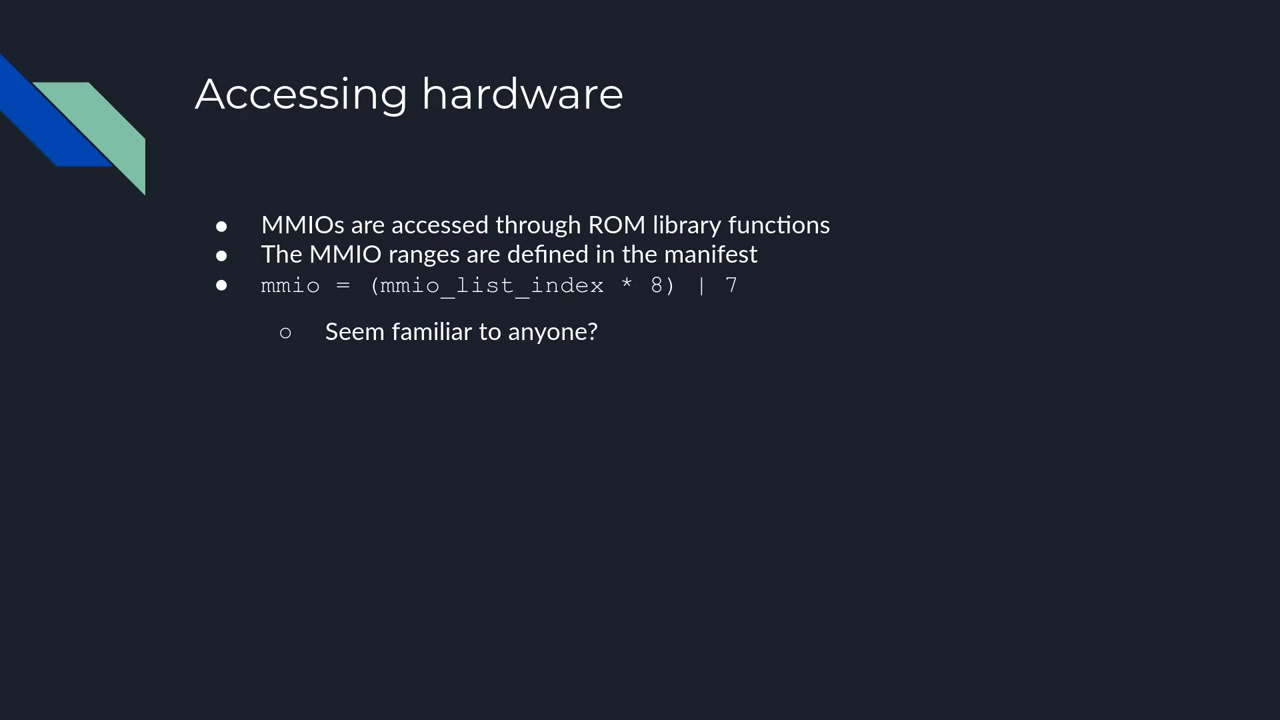 Accessing hardware
● MMIOs are accessed through ROM library functions
● The MMIO ranges are defined in the manifest
● mmio = (mmio_list_index * 8) | 7
○ Seem familiar to anyone?